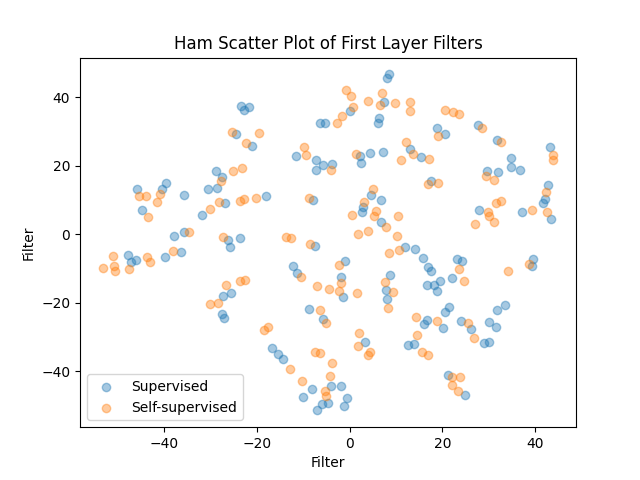 Ham Scatter Plot of First Layer Filters
Filter
40
20
0
−20
−40
Supervised
Self-supervised
−40 −20 0 20 40
Filter